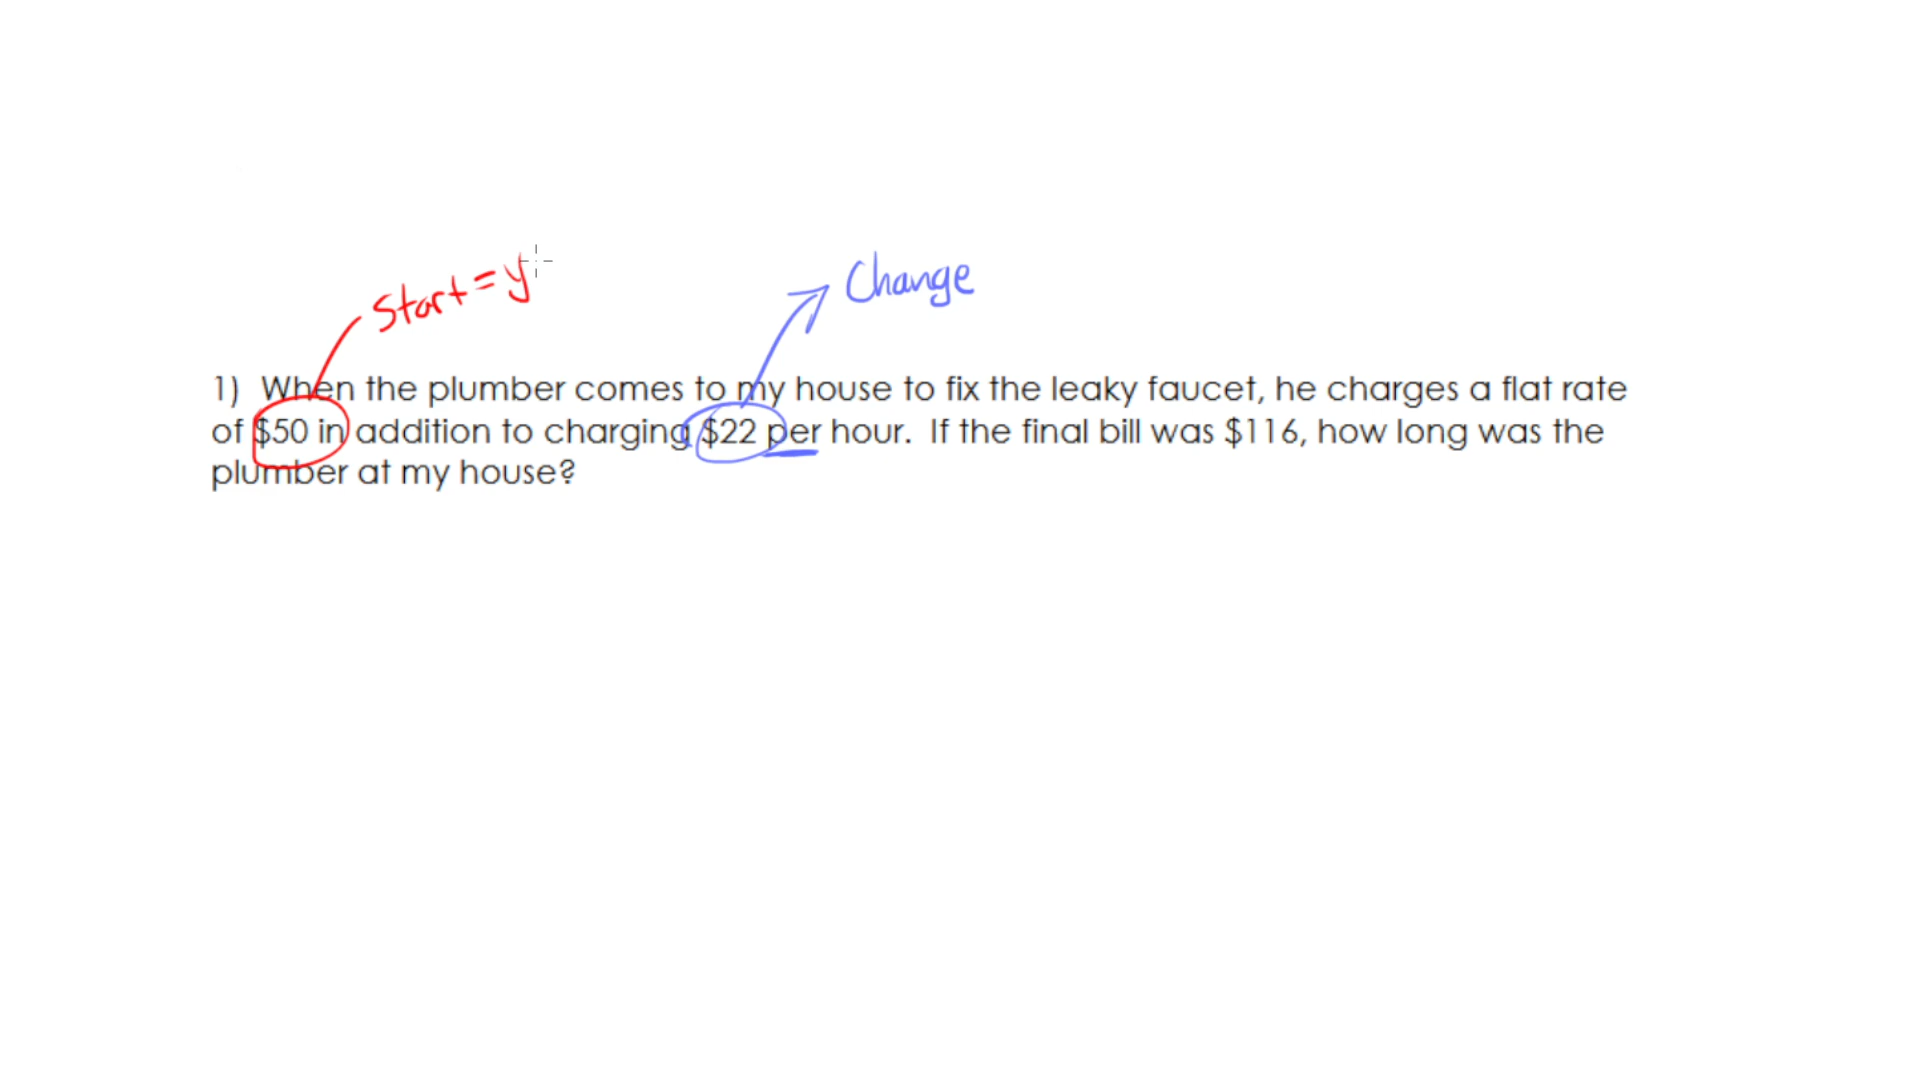 Start = y
Change
1) When the plumber comes to my house to fix the leaky faucet, he charges a flat rate
of $50 in addition to charging $22 per hour. If the final bill was $116, how long was the
plumber at my house?